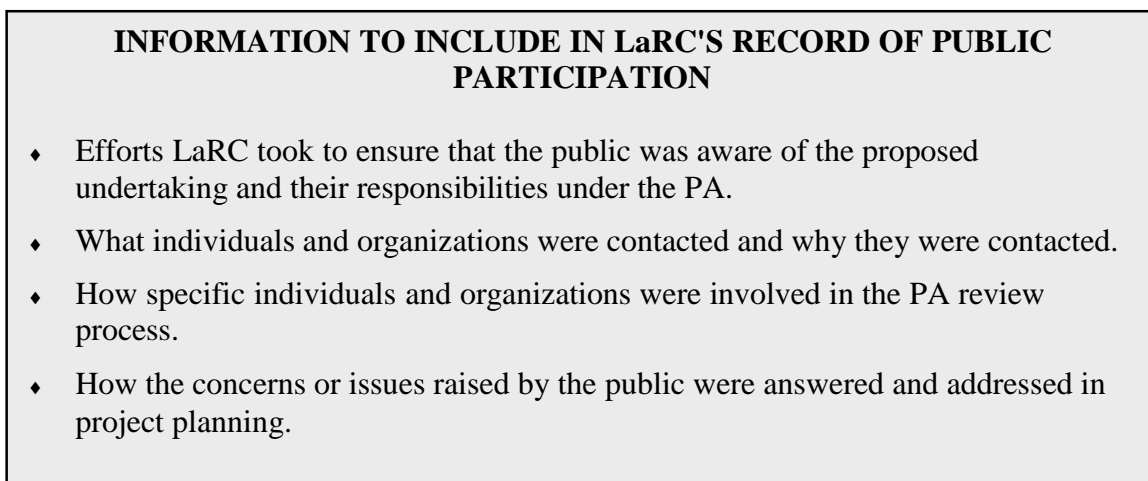 INFORMATION TO INCLUDE IN LaRC'S RECORD OF PUBLIC
PARTICIPATION
♦ Efforts LaRC took to ensure that the public was aware of the proposed
undertaking and their responsibilities under the PA.
♦ What individuals and organizations were contacted and why they were contacted.
♦ How specific individuals and organizations were involved in the PA review
process.
♦ How the concerns or issues raised by the public were answered and addressed in
project planning.